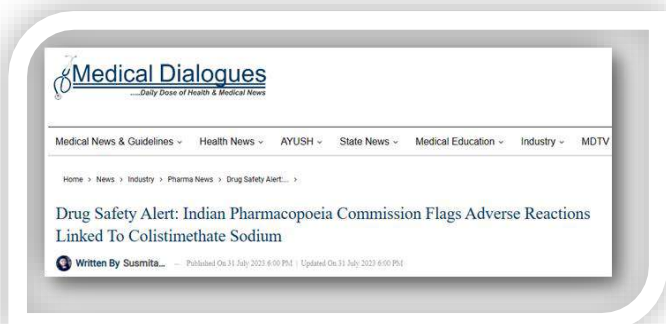 Medical Dialogues
.....Daily Dose of Health & Medical News
Medical News & Guidelines Health News AYUSH State News Medical Education Industry MDTV
Home > News > Industry > Pharma News > Drug Safety Alert:... >
Drug Safety Alert: Indian Pharmacopoeia Commission Flags Adverse Reactions
Linked To Colistimethate Sodium
Written By Susmita... — Published On 31 July 2023 6:00 PM | Updated On 31 July 2023 6:00 PM